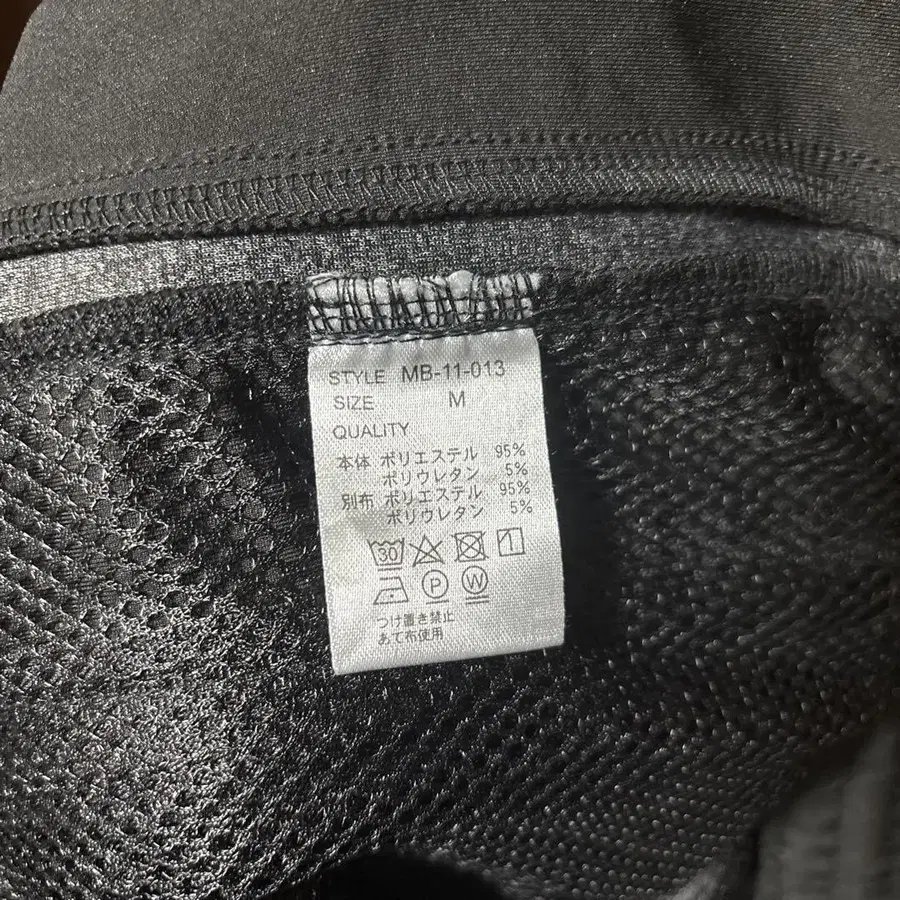 STYLE MB-11-013
SIZE M
QUALITY
本体 ポリエステル 95%
ポリウレタン 5%
別布 ポリエステル 95%
ポリウレタン 5%
30
P W
つけ置き禁止
あて布使用